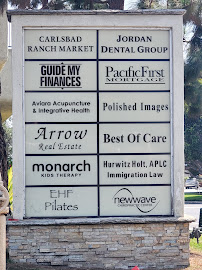 CARLSBAD
RANCH MARKET
JORDAN
DENTAL GROUP
GUIDE MY
FINANCES
PacificFirst
MORTGAGE
Aviara Acupuncture
& Integrative Health
Polished Images
Arrow
Real Estate
Best Of Care
monarch
KIDS THERAPY
Hurwitz Holt, APLC
Immigration Law
EHF
Pilates
newwave